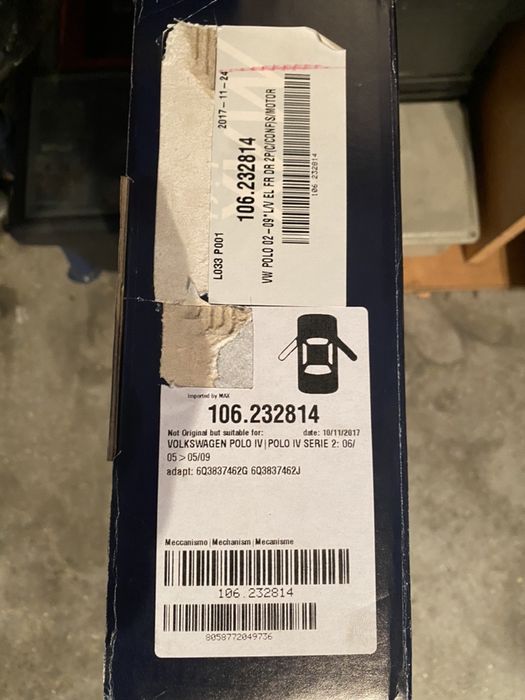 2017-11-24
L033 P001
106.232814
VW POLO 02-09*L/V EL FR DR 2P(C/CONF)S/MOTOR
106.232814
Imported by MAX
106.232814
Not Original but suitable for: date: 10/11/2017
VOLKSWAGEN POLO IV | POLO IV SERIE 2: 06/
05 > 05/09
adapt: 6Q3837462G 6Q3837462J
Meccanismo | Mechanism | Mecanisme
106.232814
8058772049736